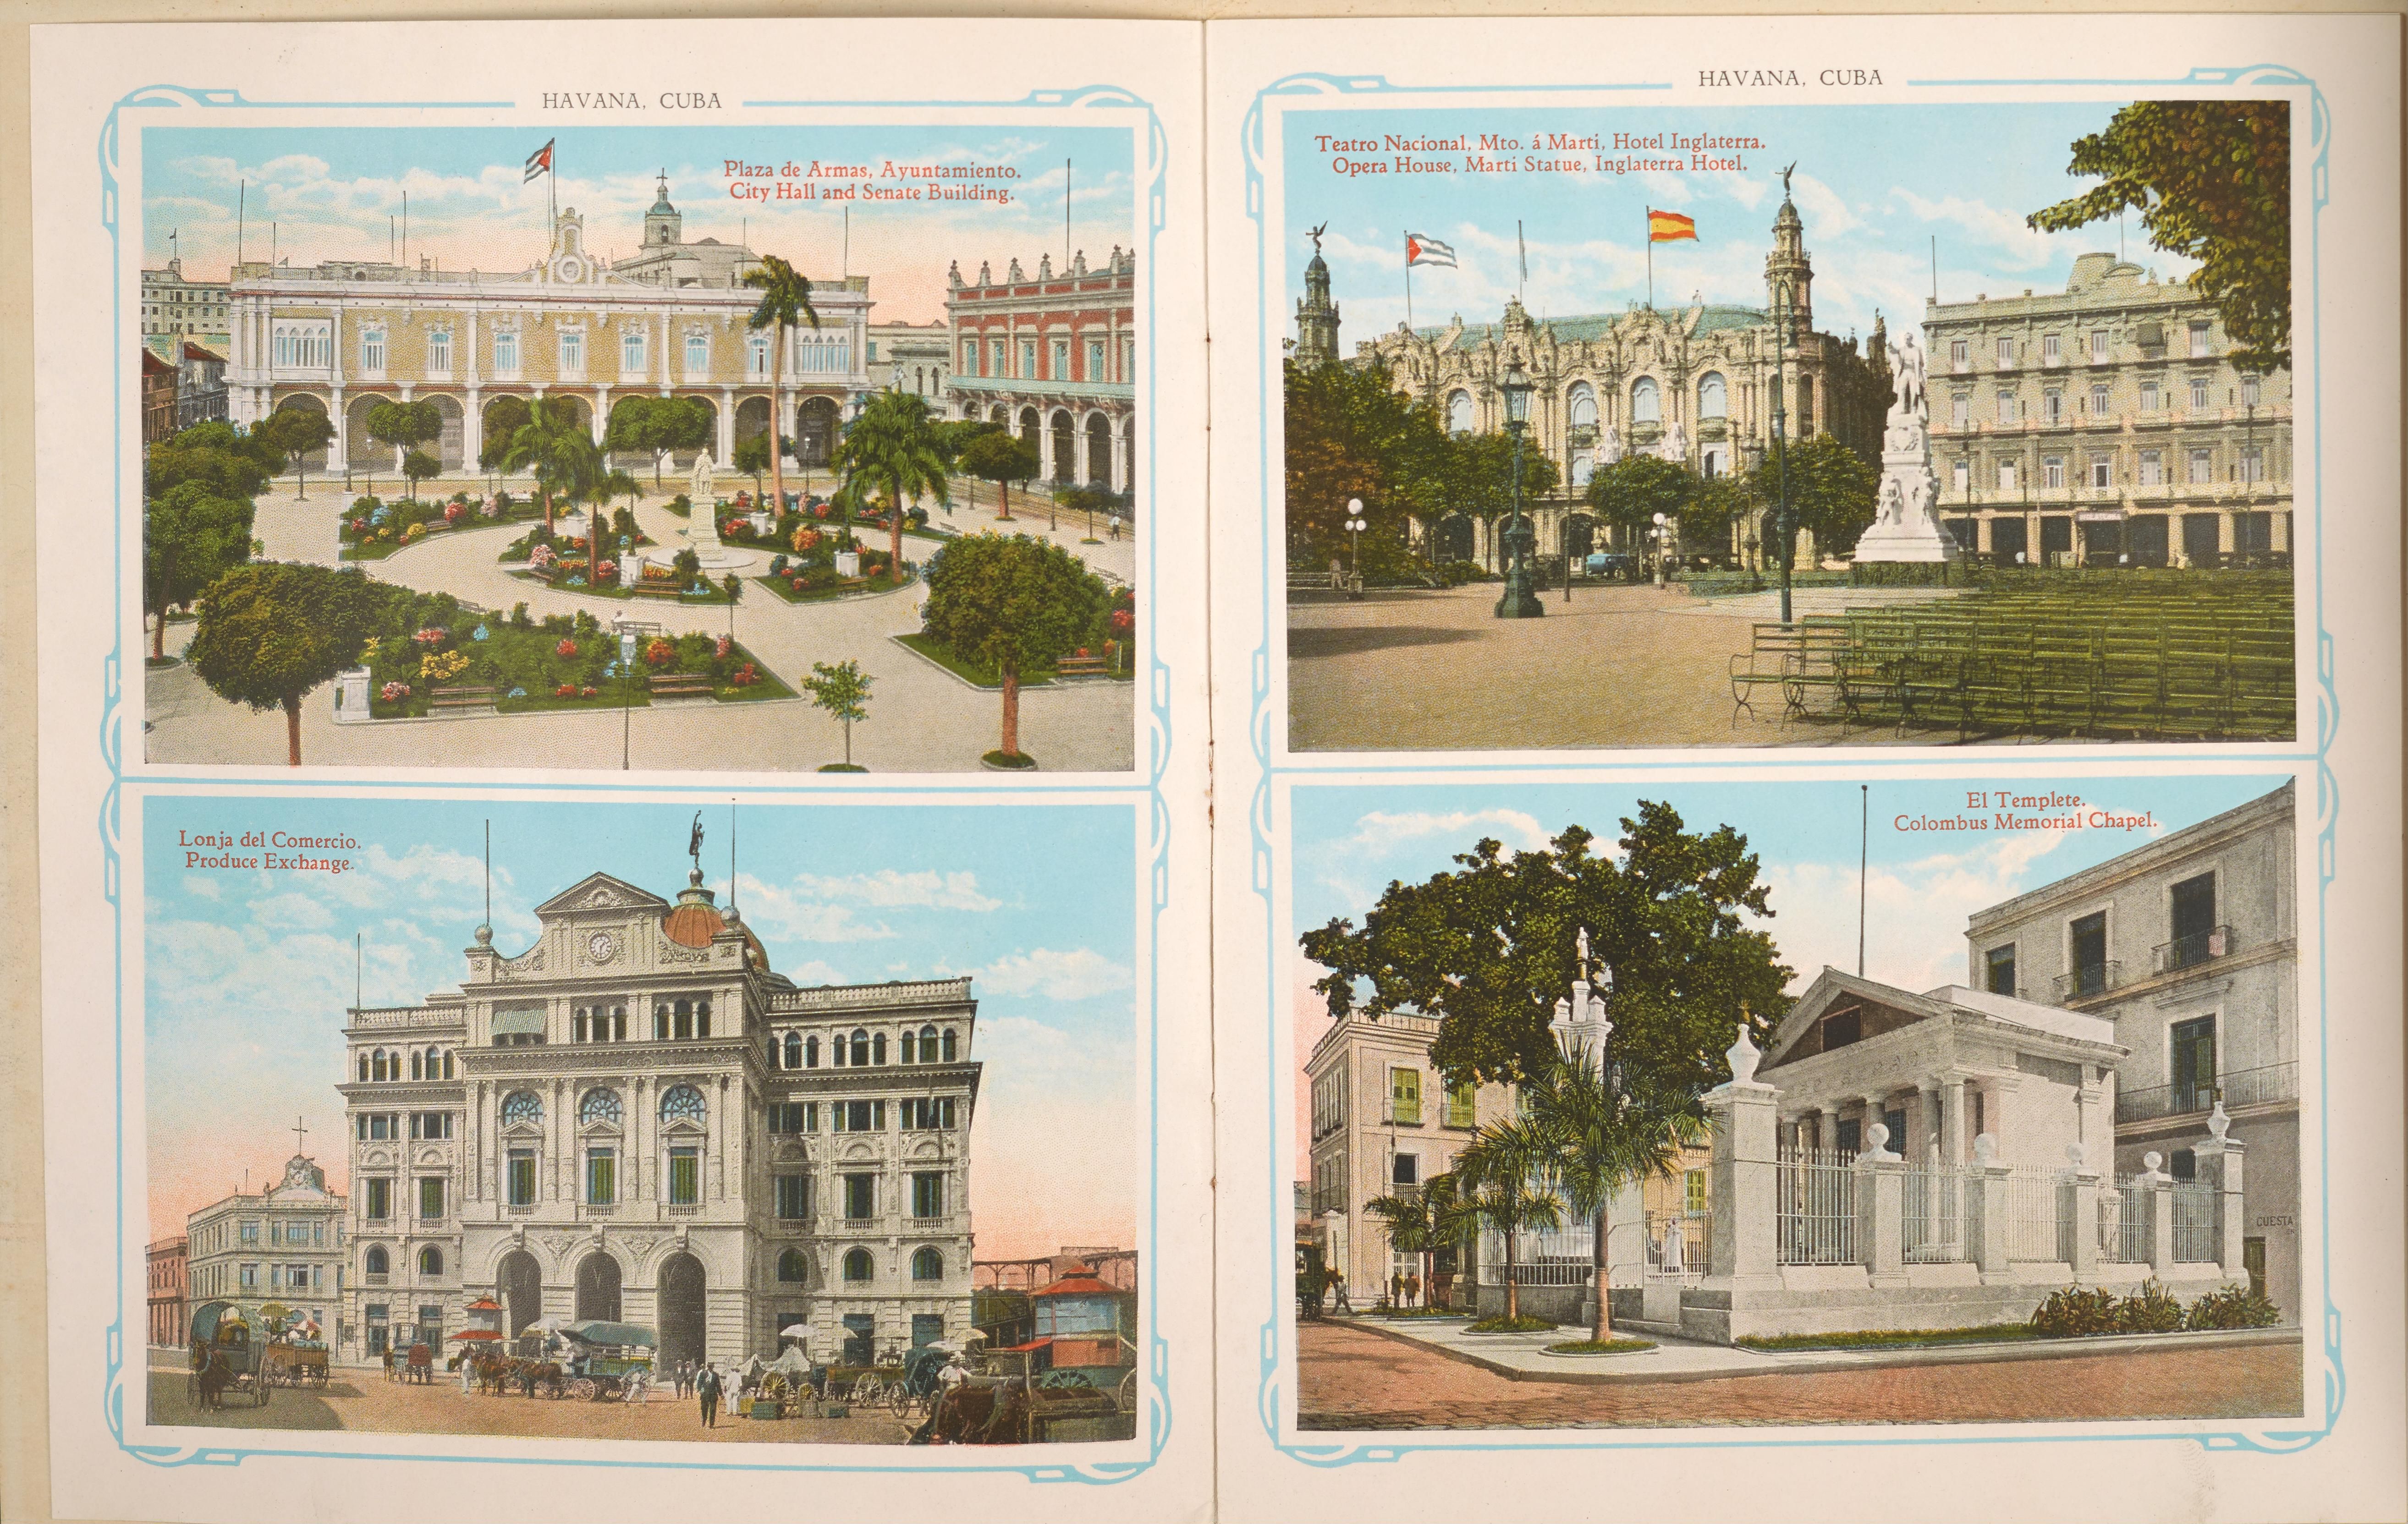 HAVANA, CUBA
Plaza de Armas, Ayuntamiento.
City Hall and Senate Building.
Lonja del Comercio.
Produce Exchange.
HAVANA, CUBA
Teatro Nacional, Mto. á Marti, Hotel Inglaterra.
Opera House, Marti Statue, Inglaterra Hotel.
El Templete.
Colombus Memorial Chapel.
CUESTA